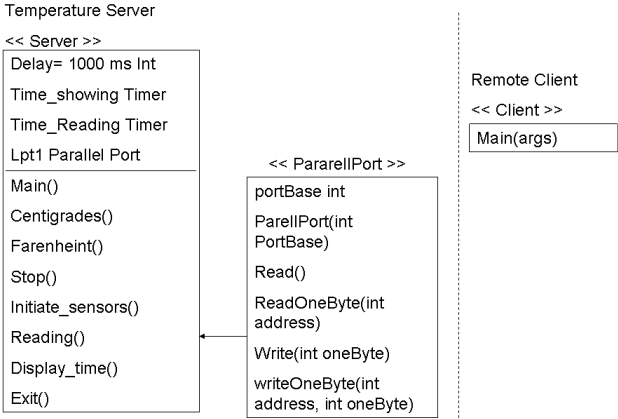 Temperature Server
<< Server >>
Delay= 1000 ms Int
Time_showing Timer
Time_Reading Timer
Lpt1 Parallel Port
Main()
Centigrades()
Farenheint()
Stop()
Initiate_sensors()
Reading()
Display_time()
Exit()
<< PararellPort >>
portBase int
ParellPort(int
PortBase)
Read()
ReadOneByte(int
address)
Write(int oneByte)
writeOneByte(int
address, int oneByte)
Remote Client
<< Client >>
Main(args)